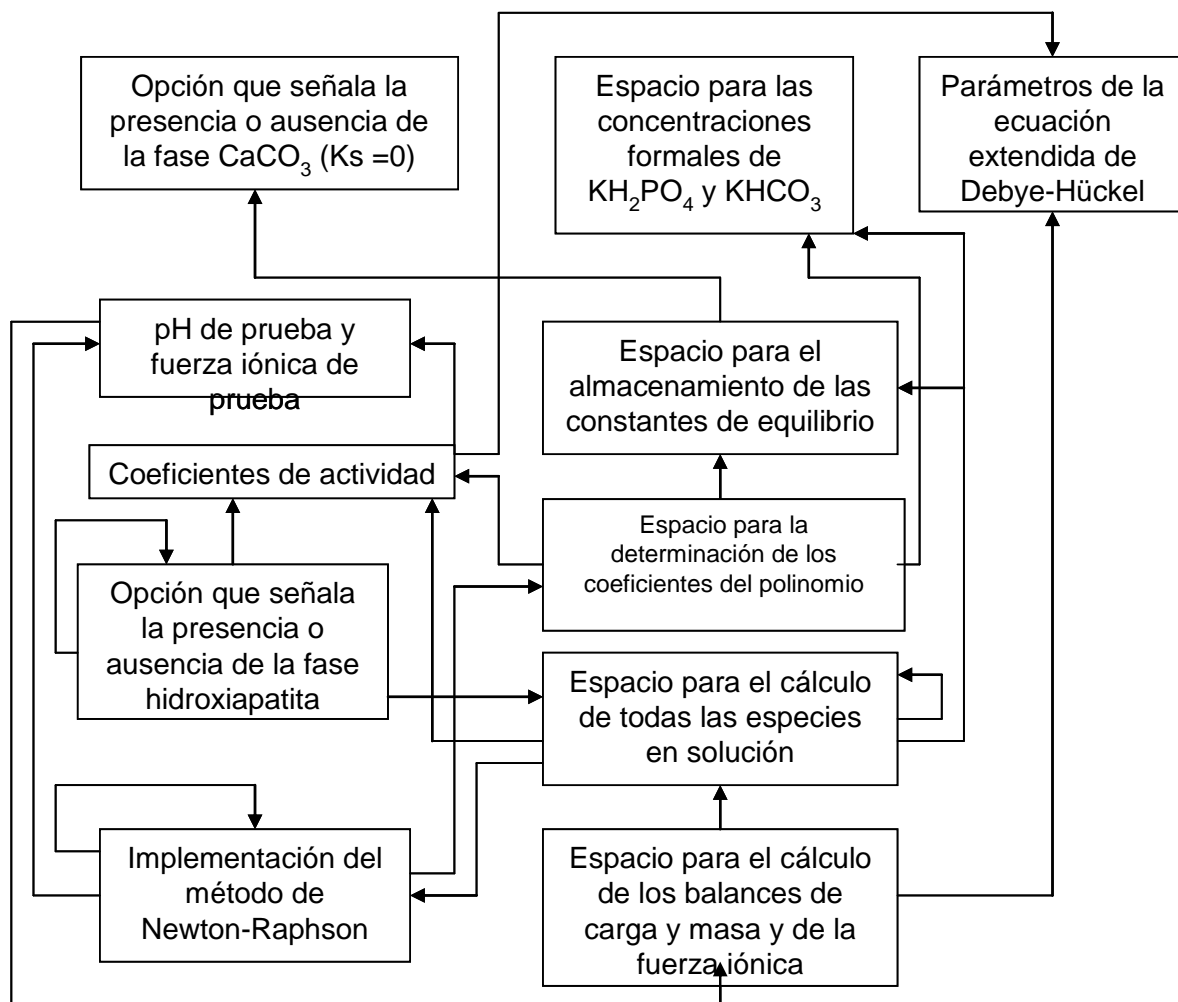 Opción que señala la
presencia o ausencia de
la fase CaCO₃ (Ks =0)
Espacio para las
concentraciones
formales de
KH₂PO₄ y KHCO₃
Parámetros de la
ecuación
extendida de
Debye-Hückel
pH de prueba y
fuerza iónica de
prueba
Espacio para el
almacenamiento de las
constantes de equilibrio
Coeficientes de actividad
Espacio para la
determinación de los
coeficientes del polinomio
Opción que señala
la presencia o
ausencia de la fase
hidroxiapatita
Espacio para el cálculo
de todas las especies
en solución
Implementación del
método de
Newton-Raphson
Espacio para el cálculo
de los balances de
carga y masa y de la
fuerza iónica